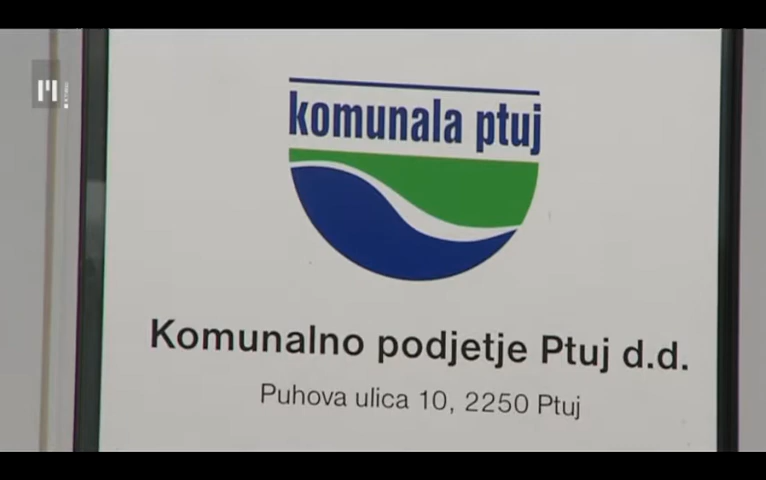 komunala ptuj
Komunalno podjetje Ptuj d.d.
Puhova ulica 10, 2250 Ptuj